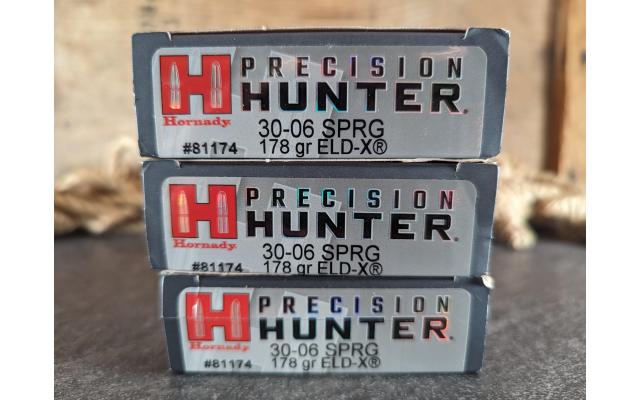 PRECISION
HUNTER®
Hornady
30-06 SPRG
#81174 178 gr ELD-X®
PRECISION
HUNTER®
Hornady
30-06 SPRG
#81174 178 gr ELD-X®
PRECISION
HUNTER®
Hornady
30-06 SPRG
#81174 178 gr ELD-X®